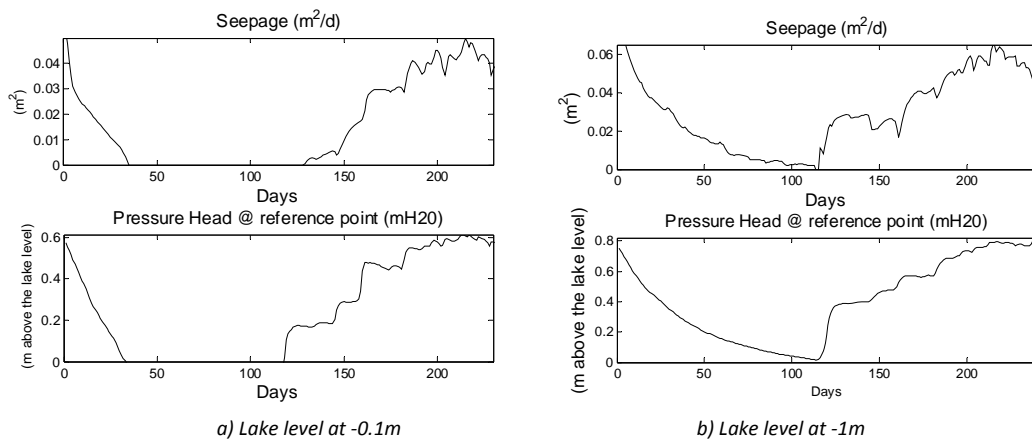 Seepage (m²/d)
0.04
0.03
0.02
0.01
0
(m²)
0 50 100 150 200
Days
Pressure Head @ reference point (mH20)
0.6
0.4
0.2
0
(m above the lake level)
0 50 100 150 200
Days
a) Lake level at -0.1m
Seepage (m²/d)
0.06
0.04
0.02
0
(m²)
0 50 100 150 200
Days
Pressure Head @ reference point (mH20)
0.8
0.6
0.4
0.2
0
(m above the lake level)
0 50 100 150 200
Days
b) Lake level at -1m